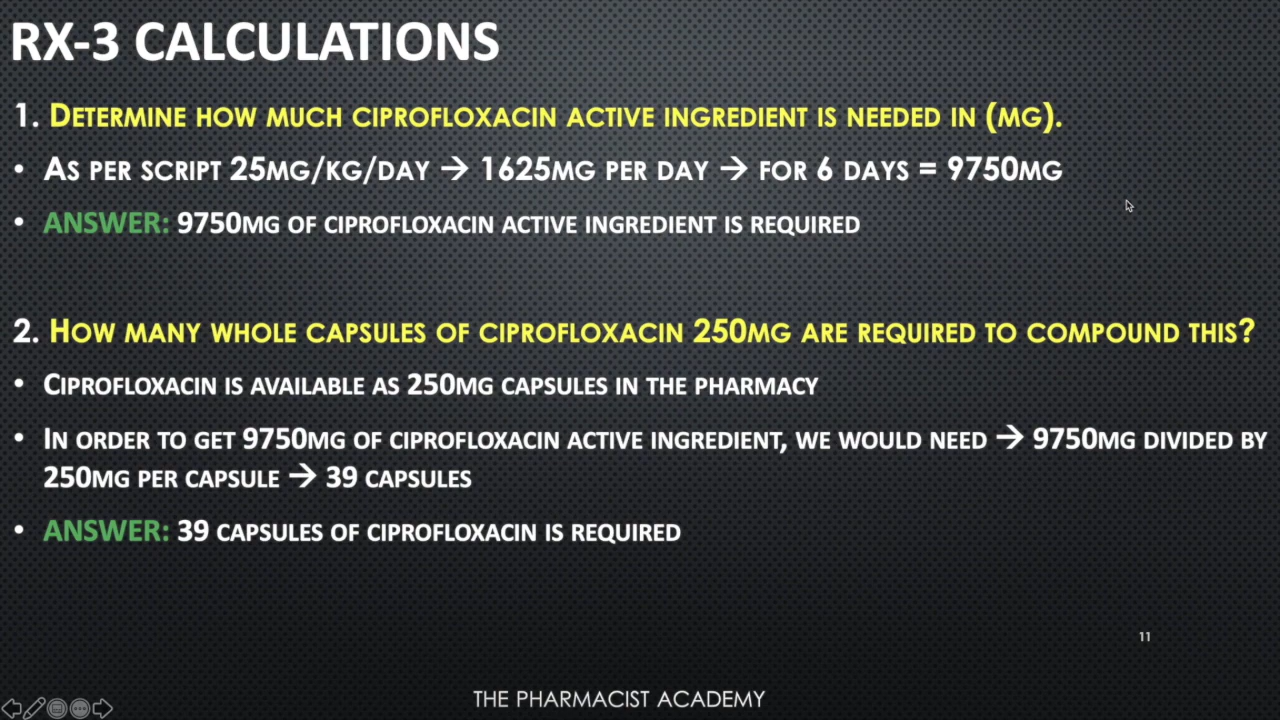 RX-3 CALCULATIONS
1. DETERMINE HOW MUCH CIPROFLOXACIN ACTIVE INGREDIENT IS NEEDED IN (MG).
• AS PER SCRIPT 25MG/KG/DAY → 1625MG PER DAY → FOR 6 DAYS = 9750MG
• ANSWER: 9750MG OF CIPROFLOXACIN ACTIVE INGREDIENT IS REQUIRED
2. HOW MANY WHOLE CAPSULES OF CIPROFLOXACIN 250MG ARE REQUIRED TO COMPOUND THIS?
• CIPROFLOXACIN IS AVAILABLE AS 250MG CAPSULES IN THE PHARMACY
• IN ORDER TO GET 9750MG OF CIPROFLOXACIN ACTIVE INGREDIENT, WE WOULD NEED → 9750MG DIVIDED BY
250MG PER CAPSULE → 39 CAPSULES
• ANSWER: 39 CAPSULES OF CIPROFLOXACIN IS REQUIRED
11
THE PHARMACIST ACADEMY